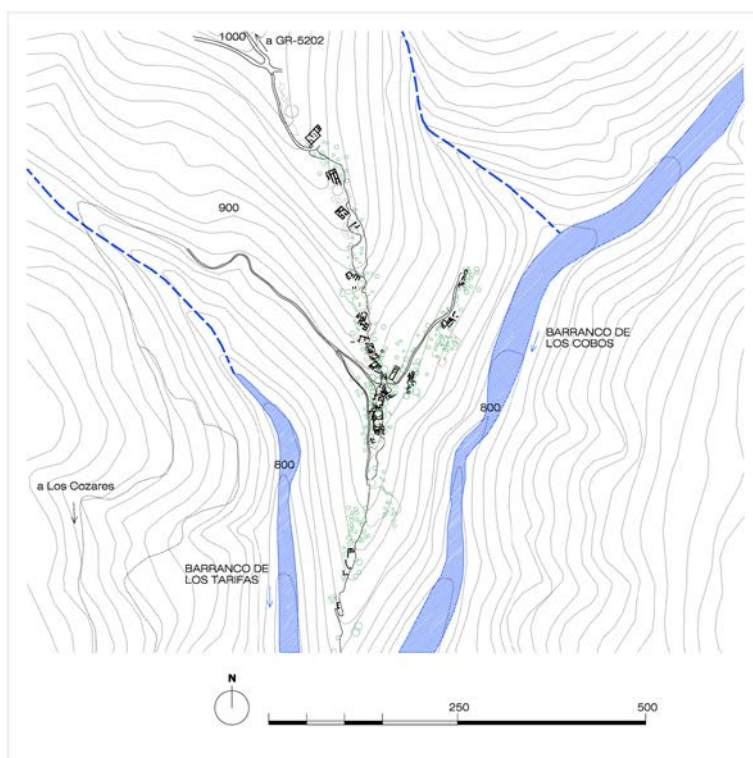 1000
a GR-5202
900
BARRANCO DE
LOS COBOS
800
800
a Los Cozares
BARRANCO DE
LOS TARIFAS
N
250
500